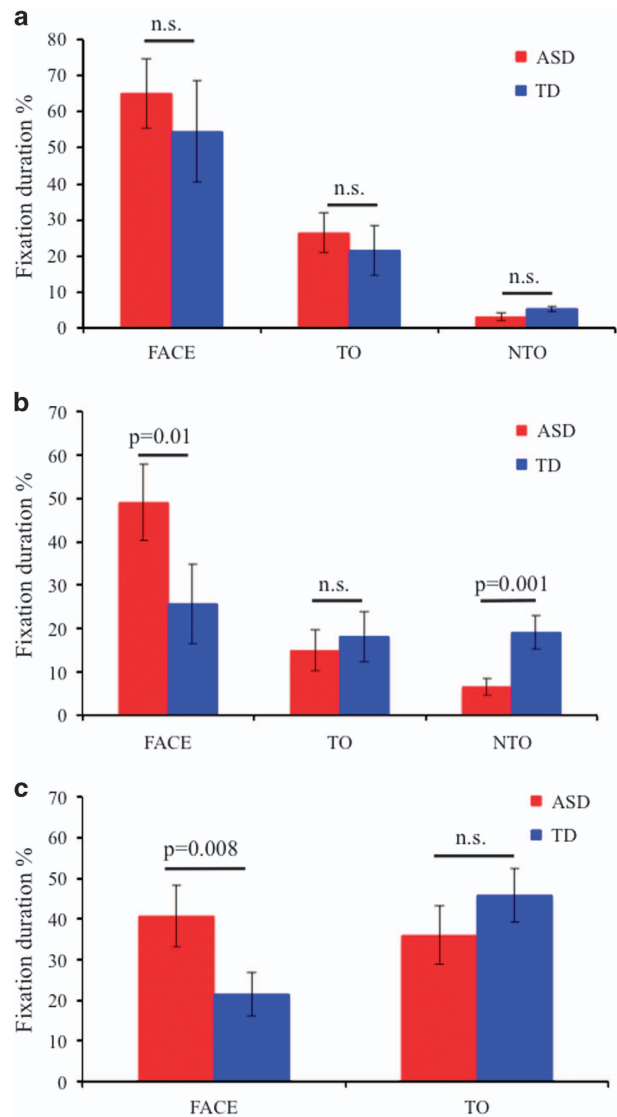 a
n.s.
80
70
60
50
40
30
20
10
0
Fixation duration %
ASD
TD
n.s.
n.s.
FACE TO NTO
b
70
60
50
40
30
20
10
0
Fixation duration %
p=0.01
ASD
TD
n.s.
p=0.001
FACE TO NTO
c
70
60
50
40
30
20
10
0
Fixation duration %
p=0.008
n.s.
ASD
TD
FACE TO